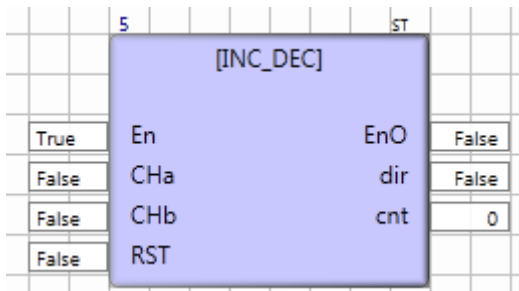 5 ST
[INC_DEC]
True En EnO False
False CHa dir False
False CHb cnt 0
False RST